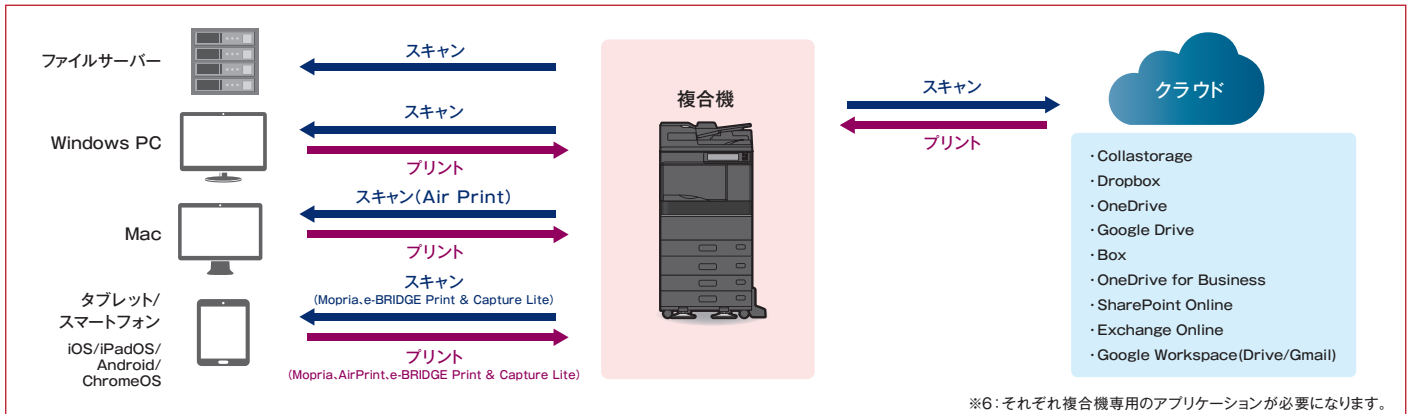 ファイルサーバー
スキャン
Windows PC
スキャン
プリント
Mac
スキャン(Air Print)
プリント
タブレット/
スマートフォン
iOS/iPadOS/
Android/
ChromeOS
スキャン
(Mopria、e-BRIDGE Print & Capture Lite)
プリント
(Mopria、AirPrint、e-BRIDGE Print & Capture Lite)
複合機
スキャン
プリント
クラウド
・Collastorage
・Dropbox
・OneDrive
・Google Drive
・Box
・OneDrive for Business
・SharePoint Online
・Exchange Online
・Google Workspace(Drive/Gmail)
※6：それぞれ複合機専用のアプリケーションが必要になります。